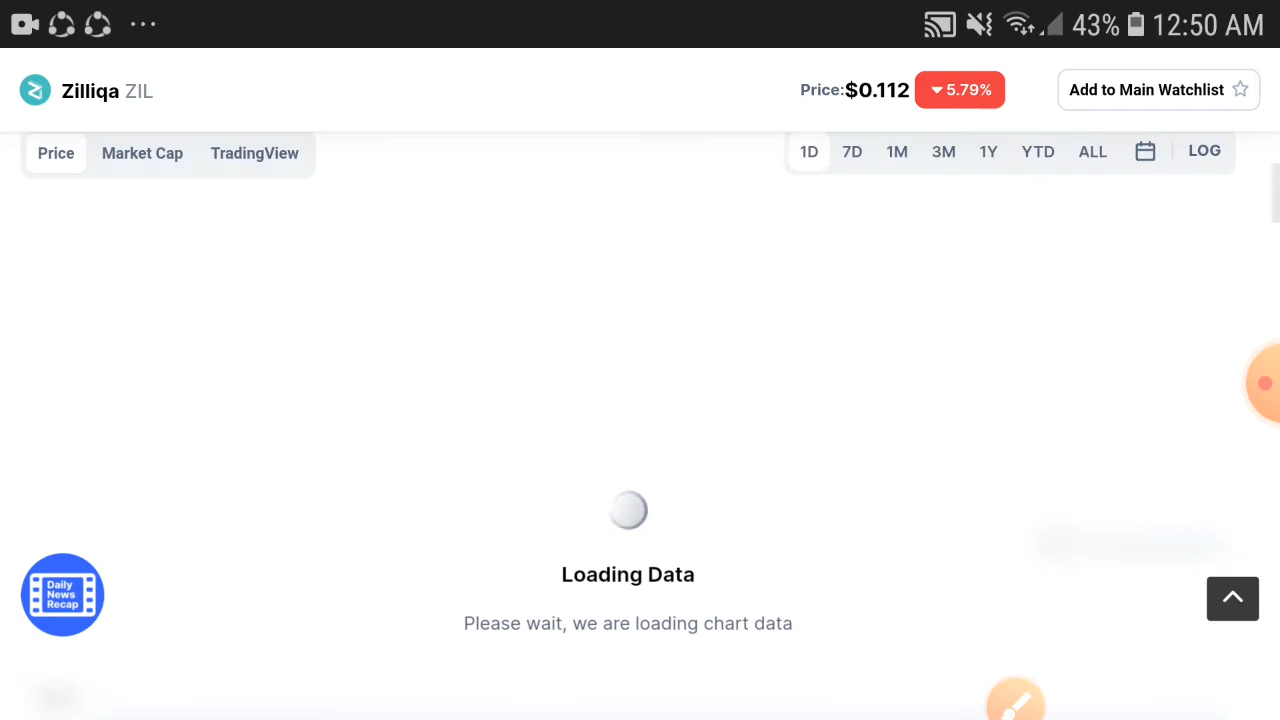 43% 12:50 AM
Zilliqa ZIL
Price:$0.112 5.79%
Add to Main Watchlist
Price Market Cap TradingView
1D 7D 1M 3M 1Y YTD ALL LOG
Loading Data
Please wait, we are loading chart data
Daily
News
Recap